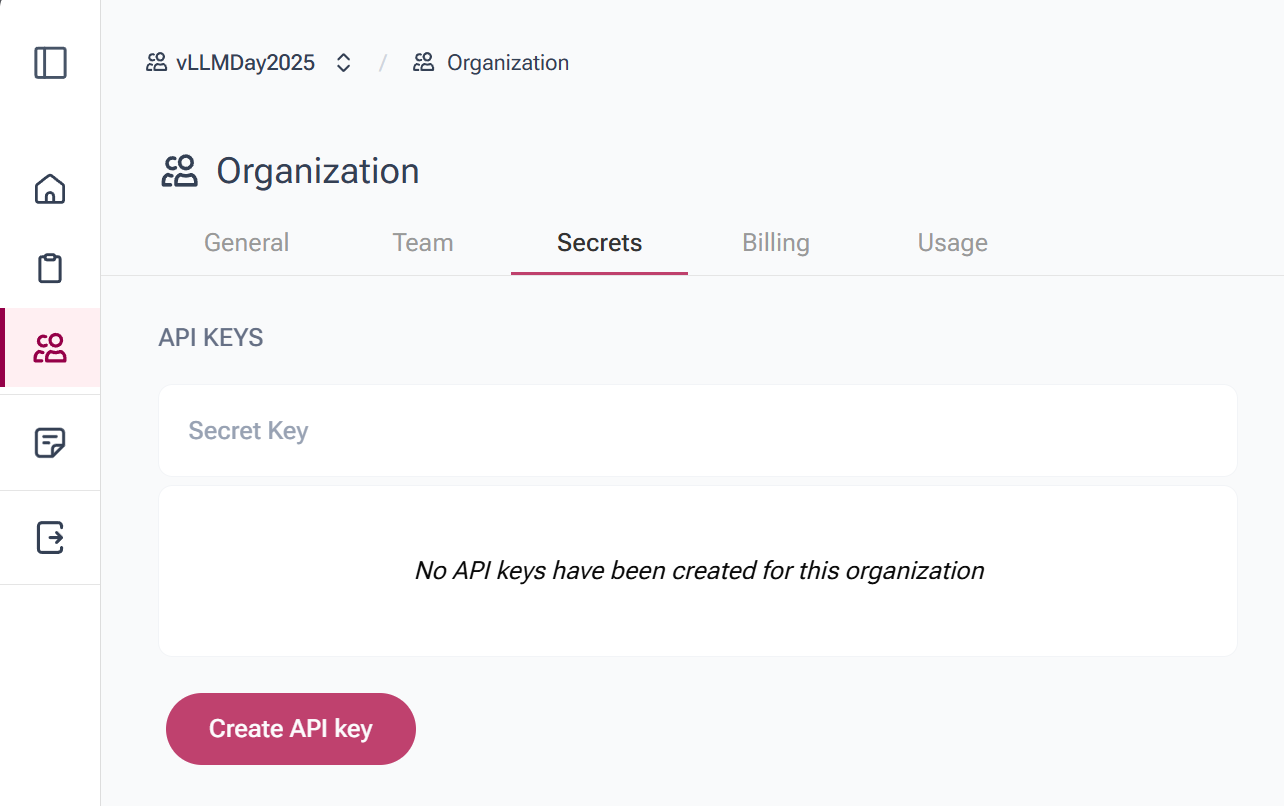 vLLMDay2025 / Organization
Organization
General Team Secrets Billing Usage
API KEYS
Secret Key
No API keys have been created for this organization
Create API key